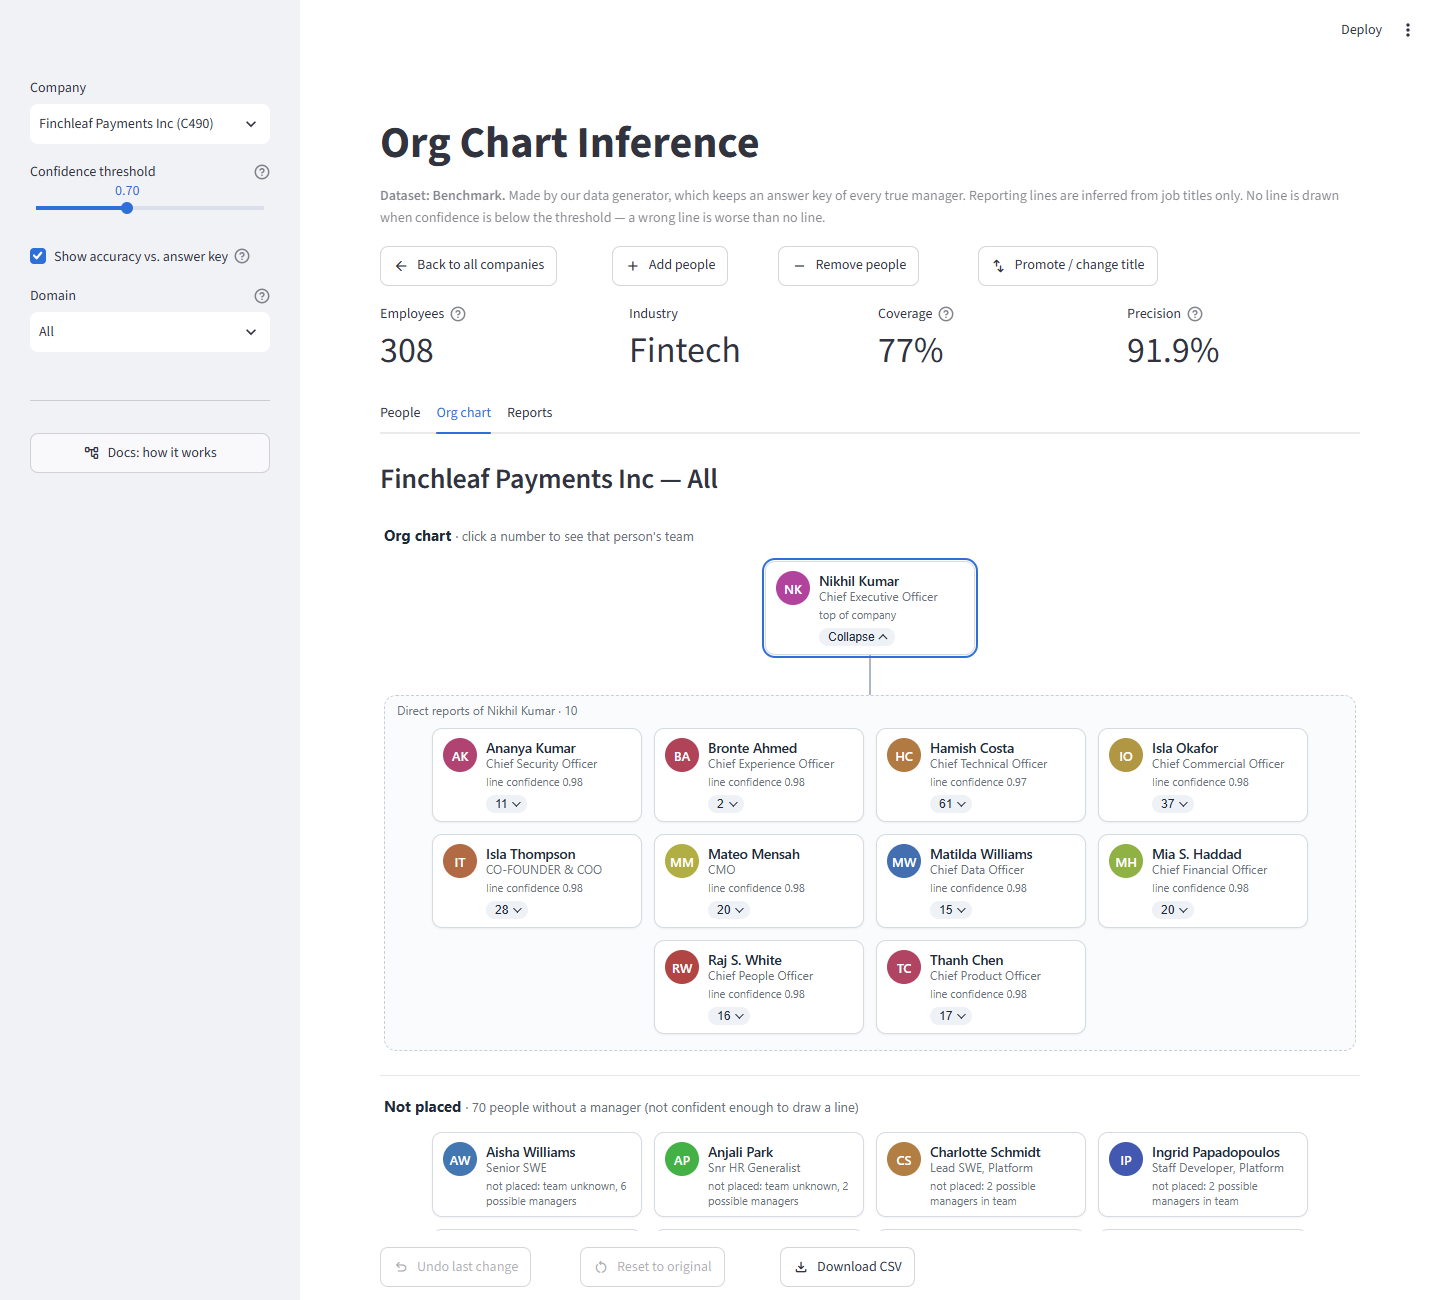 Deploy
Company
Finchleaf Payments Inc (C490)
Confidence threshold
0.70
Show accuracy vs. answer key
Domain
All
Docs: how it works
Org Chart Inference
Dataset: Benchmark. Made by our data generator, which keeps an answer key of every true manager. Reporting lines are inferred from job titles only. No line is drawn
when confidence is below the threshold — a wrong line is worse than no line.
Back to all companies
Add people
Remove people
Promote / change title
Employees
Industry
Coverage
Precision
308
Fintech
77%
91.9%
People
Org chart
Reports
Finchleaf Payments Inc — All
Org chart · click a number to see that person's team
NK
Nikhil Kumar
Chief Executive Officer
top of company
Collapse
Direct reports of Nikhil Kumar · 10
AK
Ananya Kumar
Chief Security Officer
line confidence 0.98
11
BA
Bronte Ahmed
Chief Experience Officer
line confidence 0.98
2
HC
Hamish Costa
Chief Technical Officer
line confidence 0.97
61
IO
Isla Okafor
Chief Commercial Officer
line confidence 0.98
37
IT
Isla Thompson
CO-FOUNDER & COO
line confidence 0.98
28
MM
Mateo Mensah
CMO
line confidence 0.98
20
MW
Matilda Williams
Chief Data Officer
line confidence 0.98
15
MH
Mia S. Haddad
Chief Financial Officer
line confidence 0.98
20
RW
Raj S. White
Chief People Officer
line confidence 0.98
16
TC
Thanh Chen
Chief Product Officer
line confidence 0.98
17
Not placed · 70 people without a manager (not confident enough to draw a line)
AW
Aisha Williams
Senior SWE
not placed: team unknown, 6
possible managers
AP
Anjali Park
Snr HR Generalist
not placed: team unknown, 2
possible managers
CS
Charlotte Schmidt
Lead SWE, Platform
not placed: 2 possible
managers in team
IP
Ingrid Papadopoulos
Staff Developer, Platform
not placed: 2 possible
managers in team
Undo last change
Reset to original
Download CSV